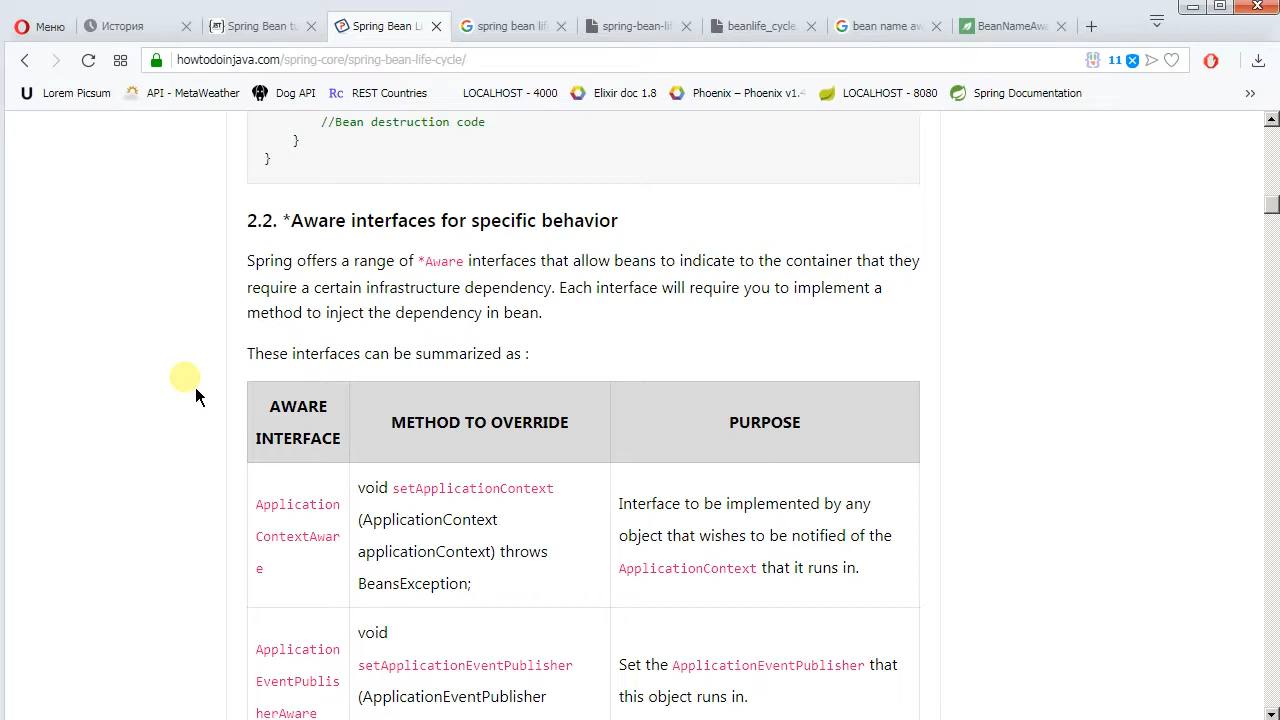 Меню
История
Spring Bean tu
Spring Bean Li
spring bean lif
spring-bean-lif
beanlife_cycle.
bean name aw
BeanNameAwa
howtodoinjava.com/spring-core/spring-bean-life-cycle/
11
Lorem Picsum
API - MetaWeather
Dog API
Rc REST Countries
LOCALHOST - 4000
Elixir doc 1.8
Phoenix – Phoenix v1.4
LOCALHOST - 8080
Spring Documentation
//Bean destruction code
}
}
2.2. *Aware interfaces for specific behavior
Spring offers a range of *Aware interfaces that allow beans to indicate to the container that they
require a certain infrastructure dependency. Each interface will require you to implement a
method to inject the dependency in bean.
These interfaces can be summarized as :
AWARE
INTERFACE
METHOD TO OVERRIDE
PURPOSE
Application
ContextAwar
e
void setApplicationContext
(ApplicationContext
applicationContext) throws
BeansException;
Interface to be implemented by any
object that wishes to be notified of the
ApplicationContext that it runs in.
Application
EventPublis
herAware
void
setApplicationEventPublisher
(ApplicationEventPublisher
Set the ApplicationEventPublisher that
this object runs in.